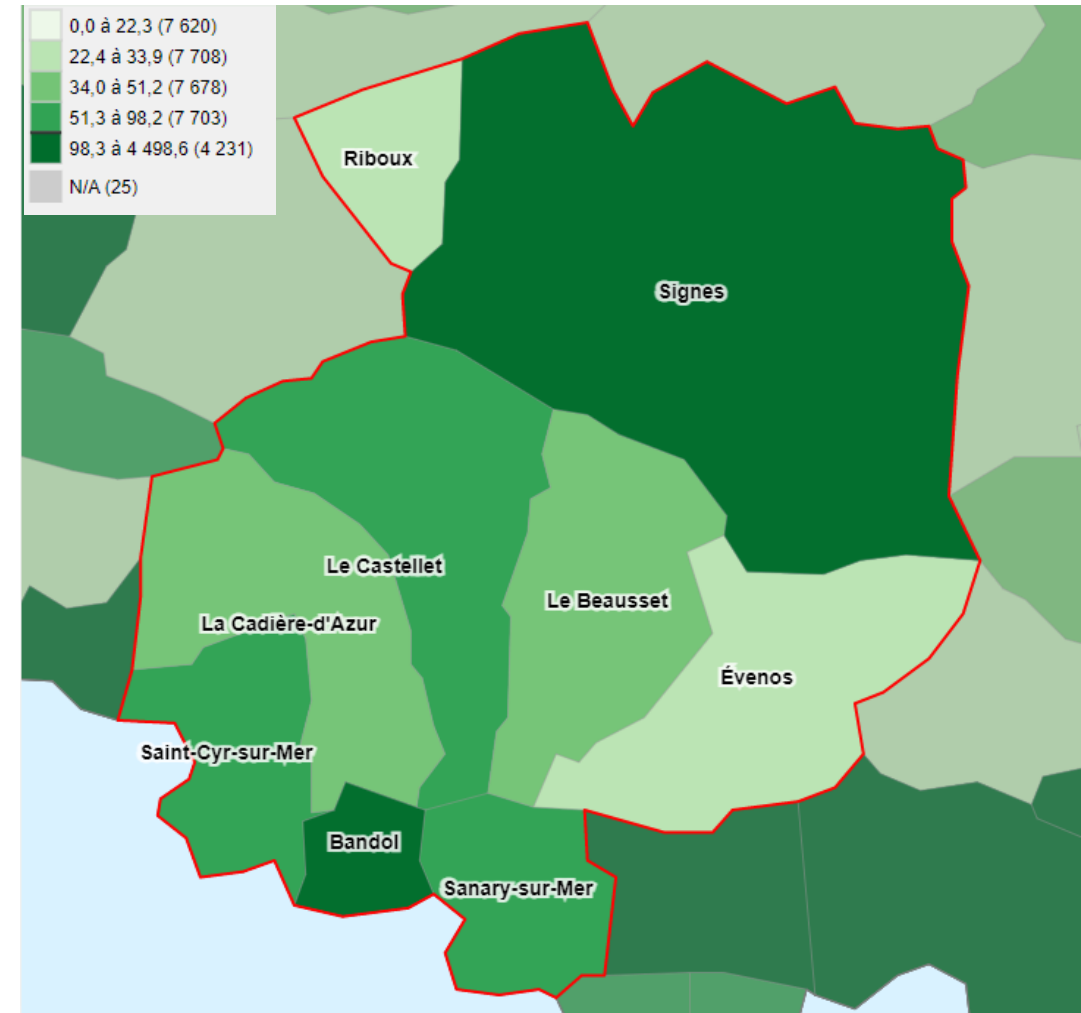 0,0 à 22,3 (7 620)
22,4 à 33,9 (7 708)
34,0 à 51,2 (7 678)
51,3 à 98,2 (7 703)
98,3 à 4 498,6 (4 231)
N/A (25)
Riboux
Signes
Le Castellet
Le Beausset
La Cadière-d'Azur
Évenos
Saint-Cyr-sur-Mer
Bandol
Sanary-sur-Mer